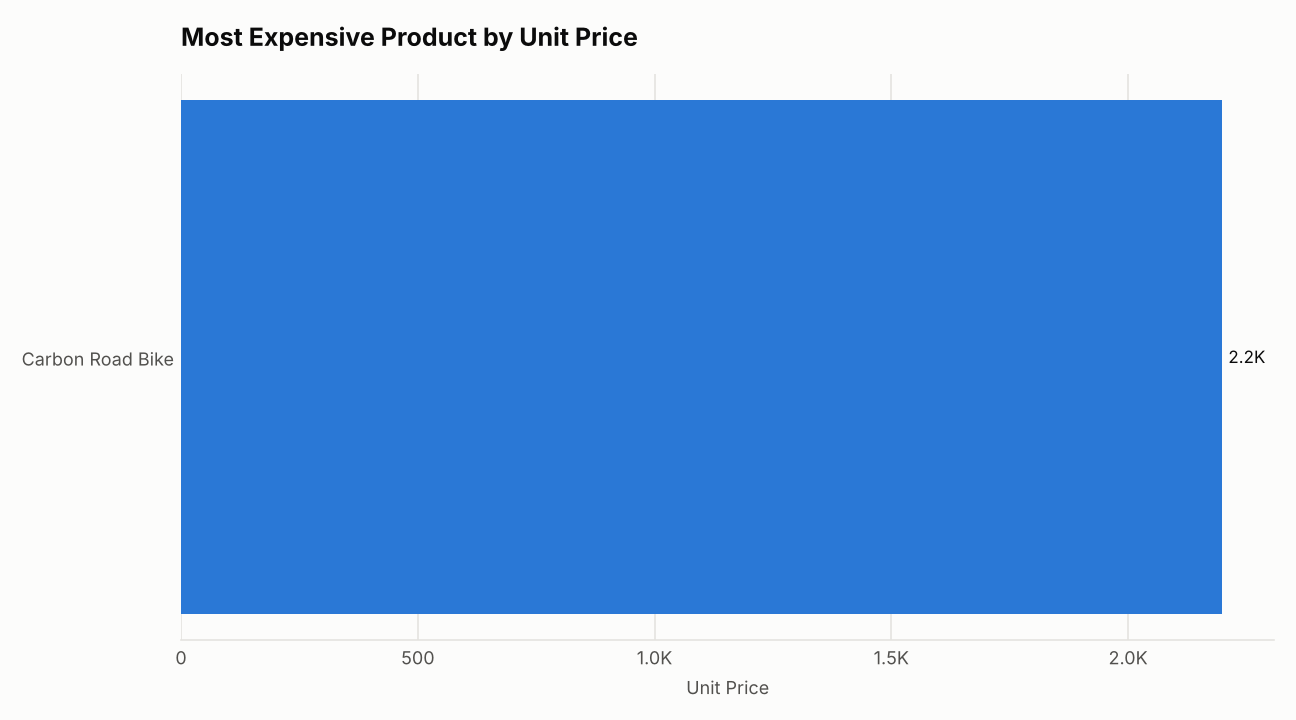 Most Expensive Product by Unit Price
Carbon Road Bike
2.2K
0 500 1.0K 1.5K 2.0K
Unit Price